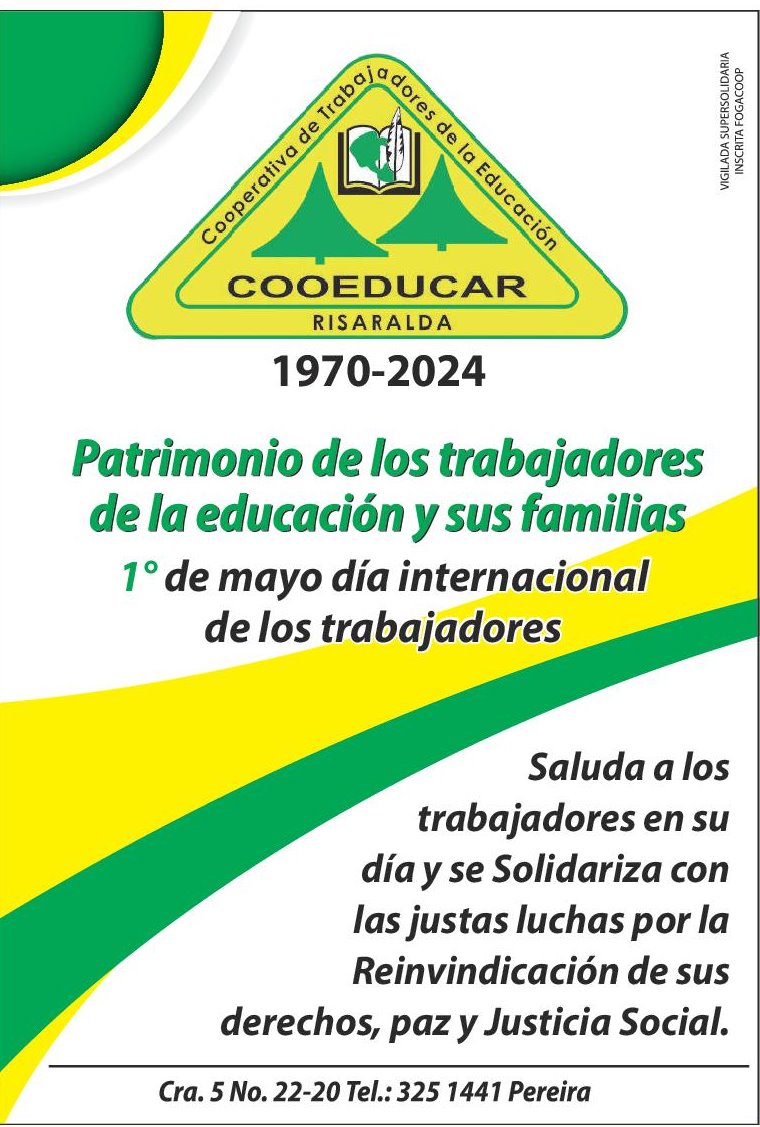 VIGILADA SUPERSOLIDARIA
INSCRITA FOGACOOP
Cooperativa de Trabajadores de la Educación
COOEDUCAR
RISARALDA
1970-2024
Patrimonio de los trabajadores
de la educación y sus familias
1° de mayo día internacional
de los trabajadores
Saluda a los
trabajadores en su
día y se Solidariza con
las justas luchas por la
Reinvindicación de sus
derechos, paz y Justicia Social.
Cra. 5 No. 22-20 Tel.: 325 1441 Pereira